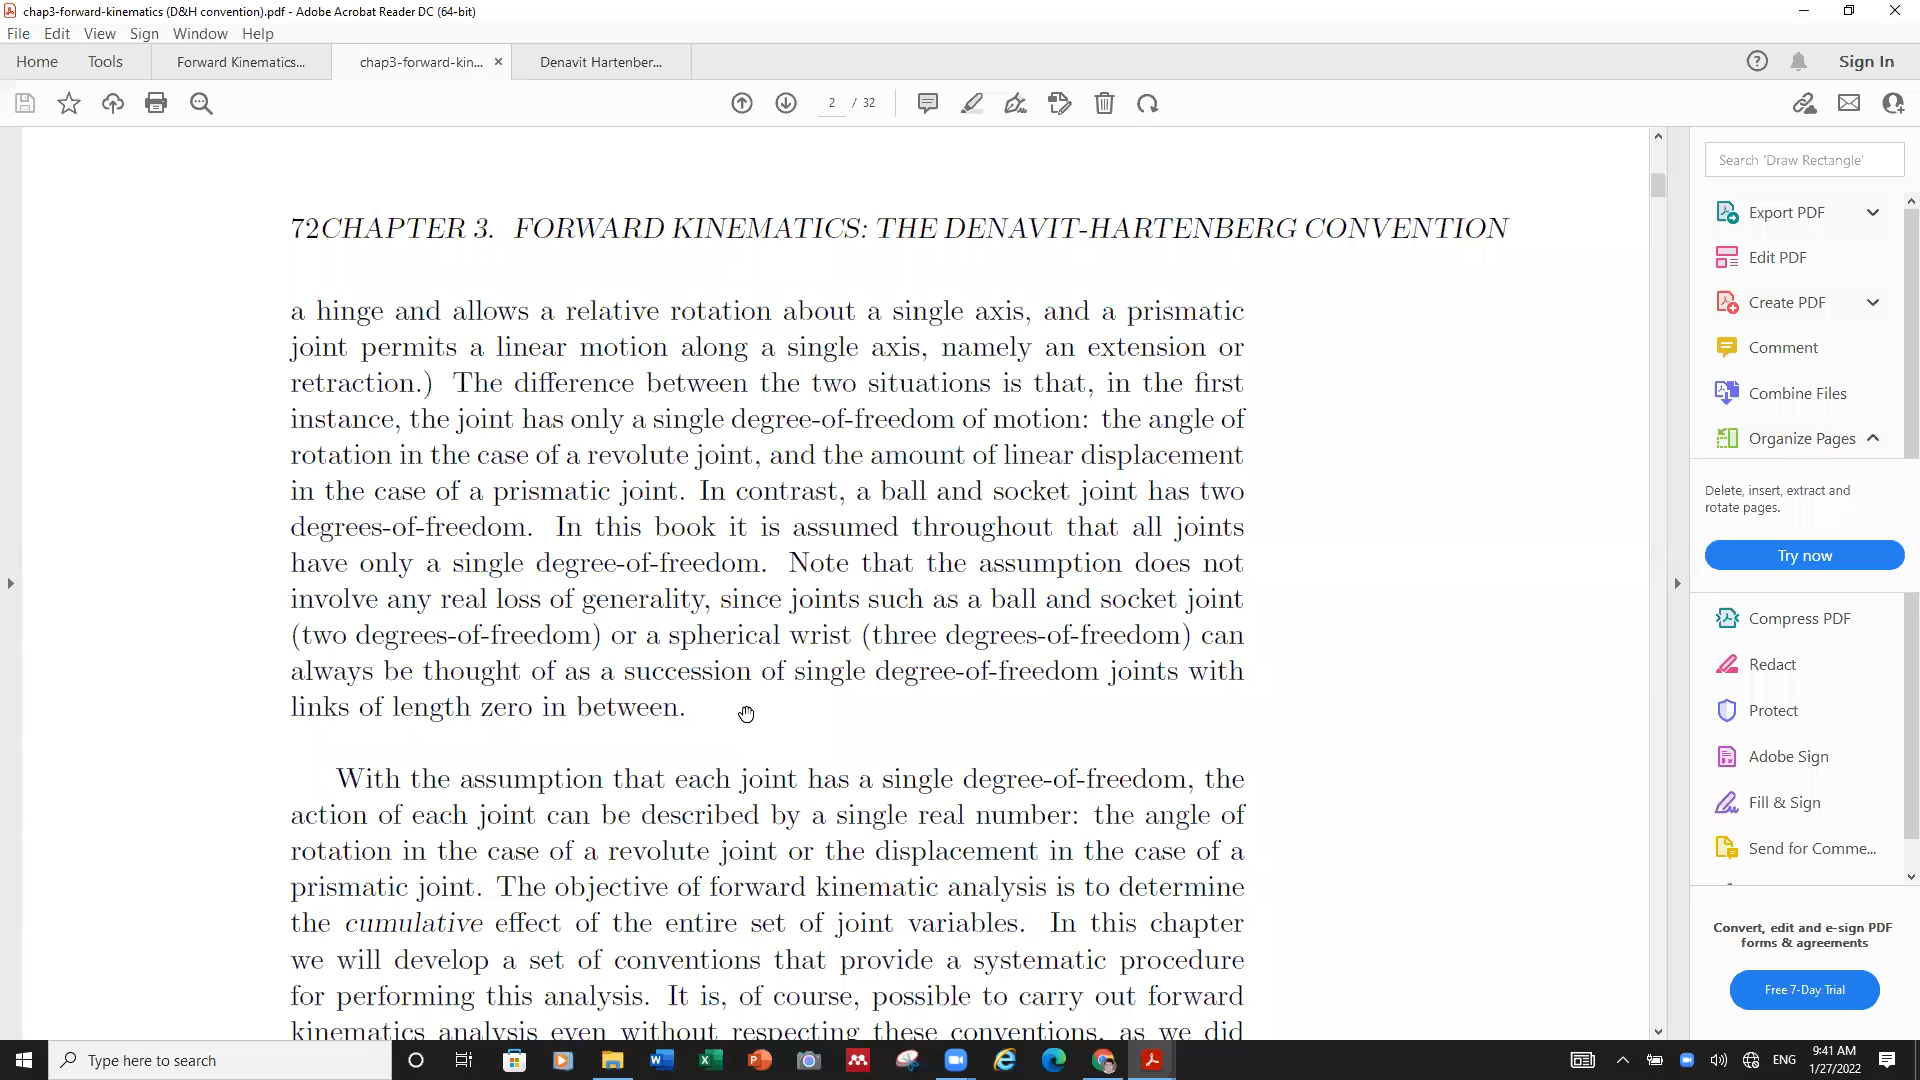 chap3-forward-kinematics (D&H convention).pdf - Adobe Acrobat Reader DC (64-bit)
File Edit View Sign Window Help
Home Tools Forward Kinematics... chap3-forward-kin... Denavit Hartenber... Sign In
2 / 32
72CHAPTER 3. FORWARD KINEMATICS: THE DENAVIT-HARTENBERG CONVENTION
a hinge and allows a relative rotation about a single axis, and a prismatic
joint permits a linear motion along a single axis, namely an extension or
retraction.) The difference between the two situations is that, in the first
instance, the joint has only a single degree-of-freedom of motion: the angle of
rotation in the case of a revolute joint, and the amount of linear displacement
in the case of a prismatic joint. In contrast, a ball and socket joint has two
degrees-of-freedom. In this book it is assumed throughout that all joints
have only a single degree-of-freedom. Note that the assumption does not
involve any real loss of generality, since joints such as a ball and socket joint
(two degrees-of-freedom) or a spherical wrist (three degrees-of-freedom) can
always be thought of as a succession of single degree-of-freedom joints with
links of length zero in between.
With the assumption that each joint has a single degree-of-freedom, the
action of each joint can be described by a single real number: the angle of
rotation in the case of a revolute joint or the displacement in the case of a
prismatic joint. The objective of forward kinematic analysis is to determine
the cumulative effect of the entire set of joint variables. In this chapter
we will develop a set of conventions that provide a systematic procedure
for performing this analysis. It is, of course, possible to carry out forward
kinematics analysis even without respecting these conventions, as we did
Search 'Draw Rectangle'
Export PDF
Edit PDF
Create PDF
Comment
Combine Files
Organize Pages
Delete, insert, extract and
rotate pages.
Try now
Compress PDF
Redact
Protect
Adobe Sign
Fill & Sign
Send for Comme...
Convert, edit and e-sign PDF
forms & agreements
Free 7-Day Trial
Type here to search
ENG
9:41 AM
1/27/2022